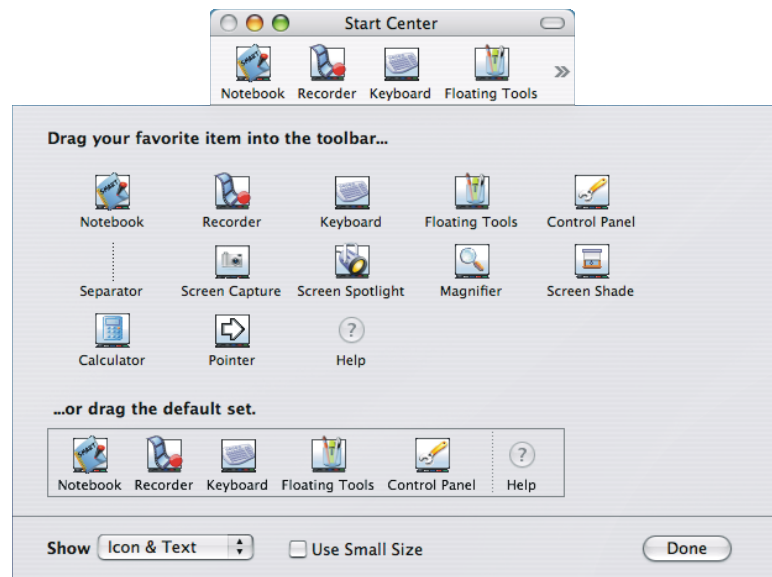 Start Center
Notebook Recorder Keyboard Floating Tools »
Drag your favorite item into the toolbar...
Notebook Recorder Keyboard Floating Tools Control Panel
Separator Screen Capture Screen Spotlight Magnifier Screen Shade
Calculator Pointer Help
...or drag the default set.
Notebook Recorder Keyboard Floating Tools Control Panel Help
Show Icon & Text Use Small Size Done